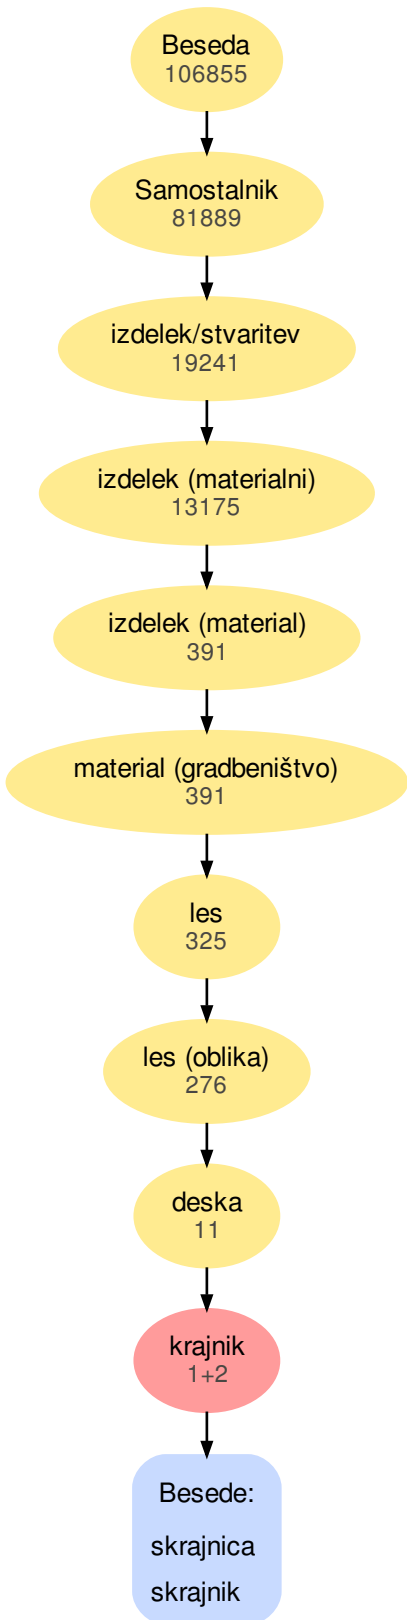 Beseda
106855
Samostalnik
81889
izdelek/stvaritev
19241
izdelek (materialni)
13175
izdelek (material)
391
material (gradbeništvo)
391
les
325
les (oblika)
276
deska
11
krajnik
1+2
Besede:
skrajnica
skrajnik